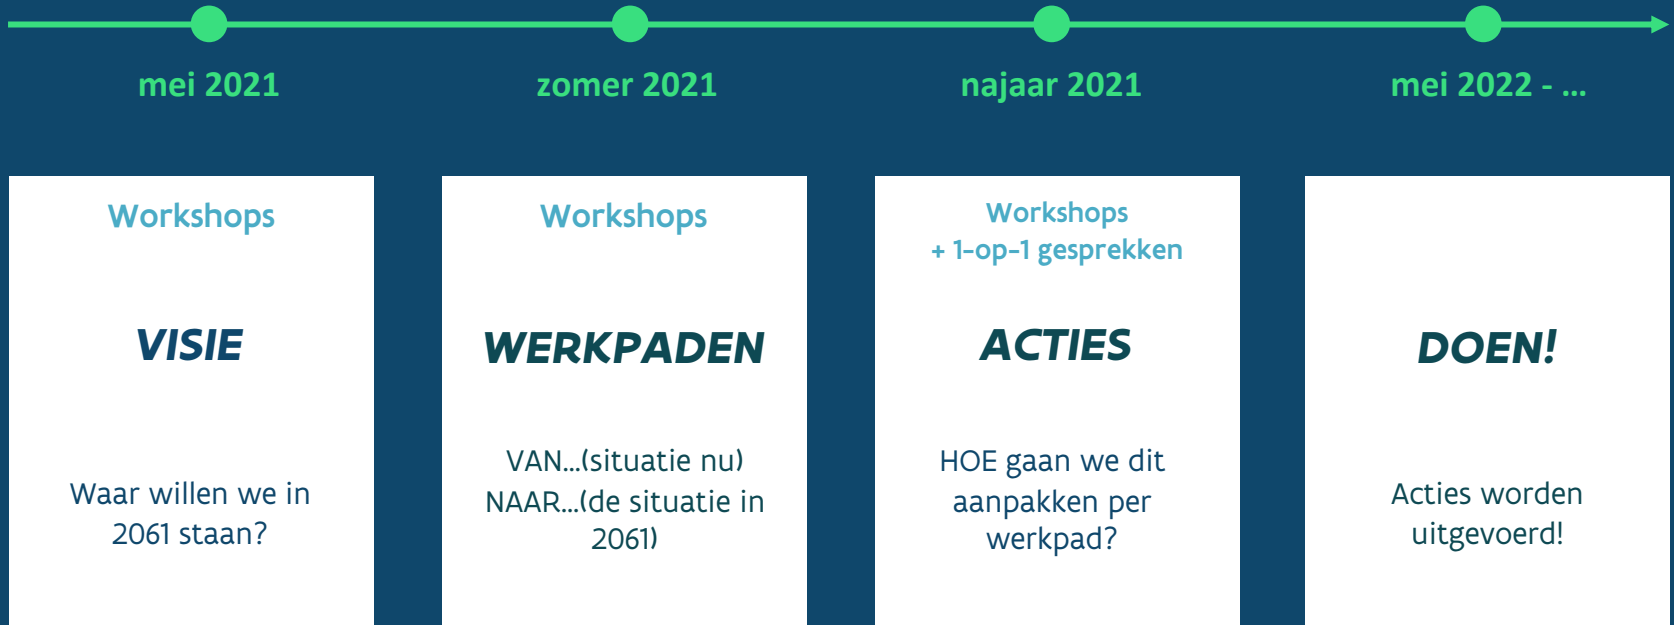 mei 2021
zomer 2021
najaar 2021
mei 2022 - ...
Workshops
VISIE
Waar willen we in
2061 staan?
Workshops
WERKPADEN
VAN...(situatie nu)
NAAR...(de situatie in
2061)
Workshops
+ 1-op-1 gesprekken
ACTIES
HOE gaan we dit
aanpakken per
werkpad?
DOEN!
Acties worden
uitgevoerd!